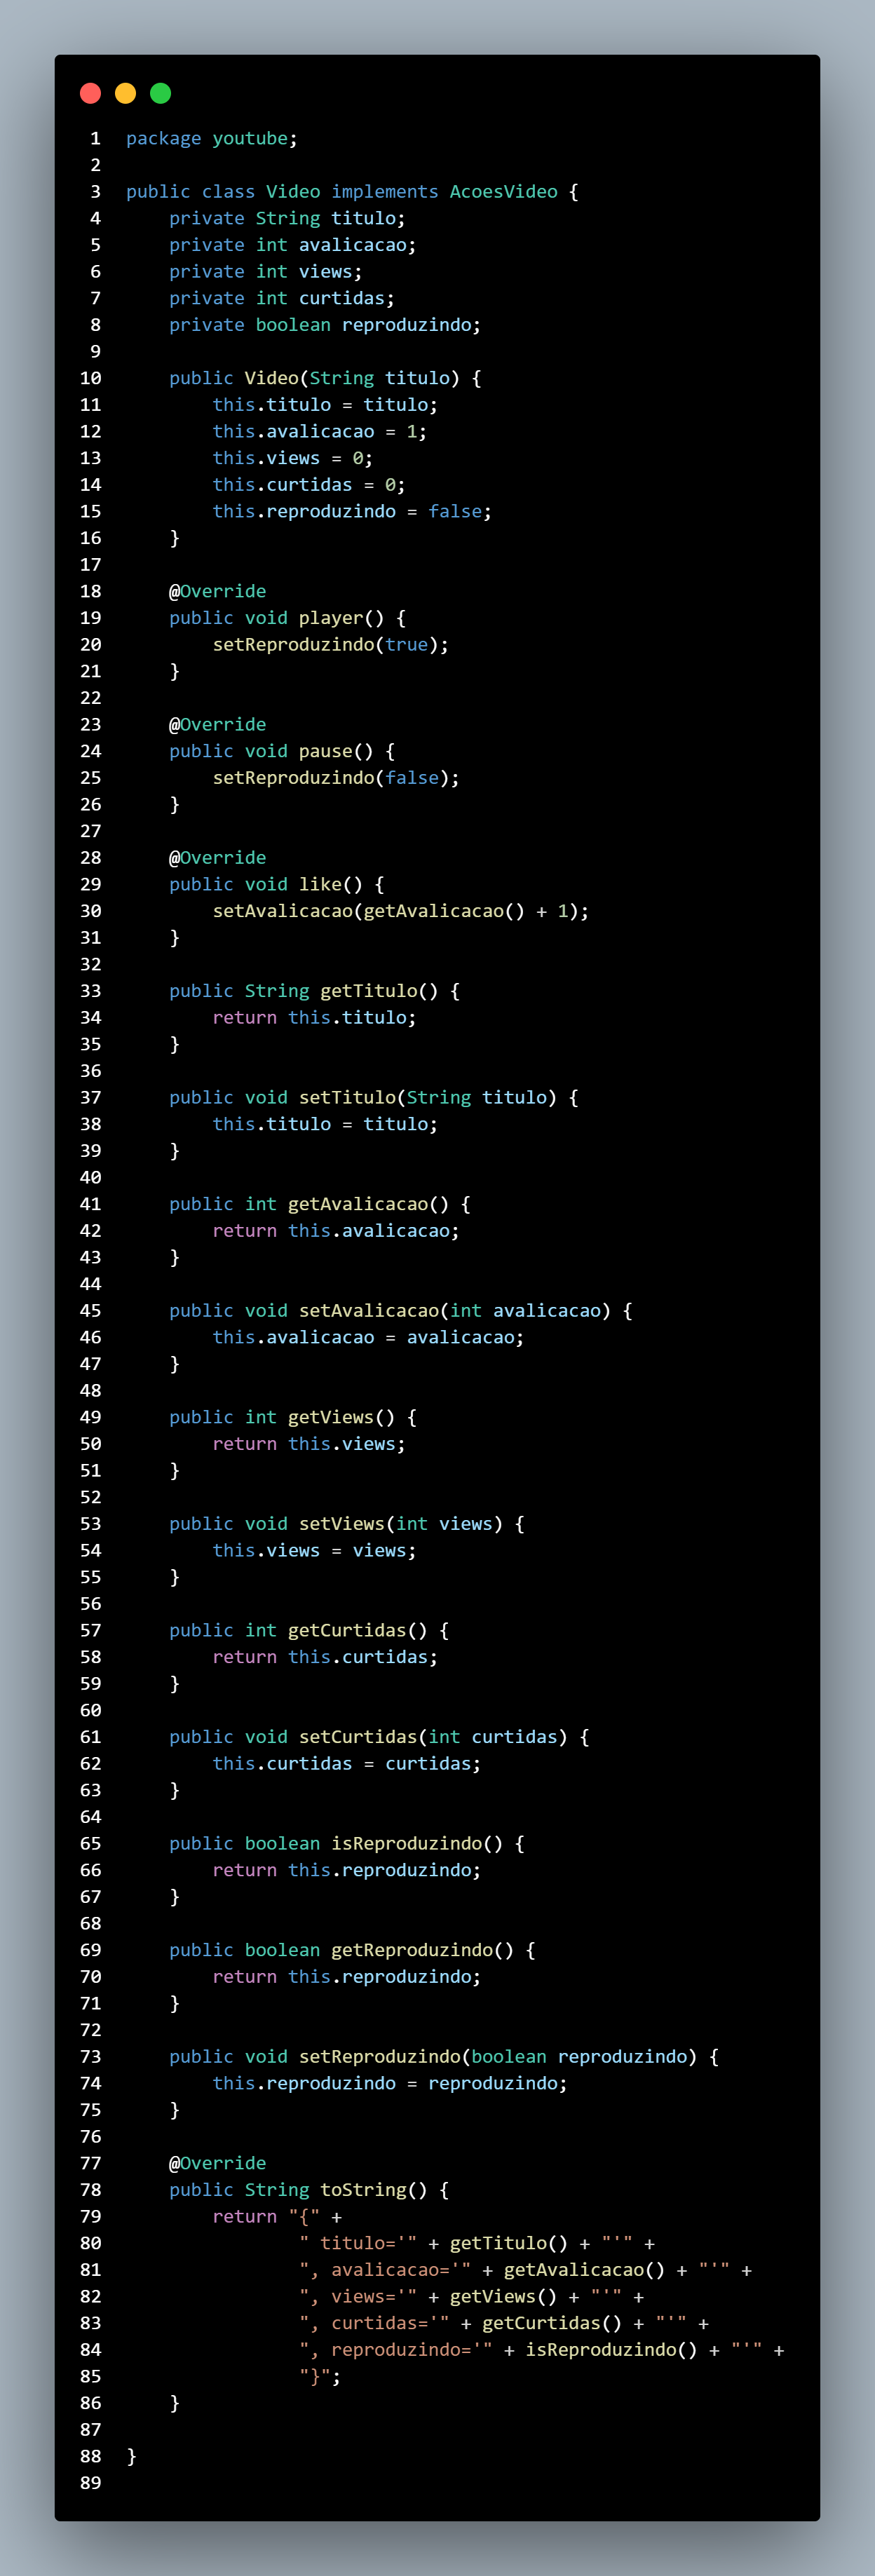 1 package youtube;
2
3 public class Video implements AcoesVideo {
4     private String titulo;
5     private int avalicacao;
6     private int views;
7     private int curtidas;
8     private boolean reproduzindo;
9
10     public Video(String titulo) {
11         this.titulo = titulo;
12         this.avalicacao = 1;
13         this.views = 0;
14         this.curtidas = 0;
15         this.reproduzindo = false;
16     }
17
18     @Override
19     public void player() {
20         setReproduzindo(true);
21     }
22
23     @Override
24     public void pause() {
25         setReproduzindo(false);
26     }
27
28     @Override
29     public void like() {
30         setAvalicacao(getAvalicacao() + 1);
31     }
32
33     public String getTitulo() {
34         return this.titulo;
35     }
36
37     public void setTitulo(String titulo) {
38         this.titulo = titulo;
39     }
40
41     public int getAvalicacao() {
42         return this.avalicacao;
43     }
44
45     public void setAvalicacao(int avalicacao) {
46         this.avalicacao = avalicacao;
47     }
48
49     public int getViews() {
50         return this.views;
51     }
52
53     public void setViews(int views) {
54         this.views = views;
55     }
56
57     public int getCurtidas() {
58         return this.curtidas;
59     }
60
61     public void setCurtidas(int curtidas) {
62         this.curtidas = curtidas;
63     }
64
65     public boolean isReproduzindo() {
66         return this.reproduzindo;
67     }
68
69     public boolean getReproduzindo() {
70         return this.reproduzindo;
71     }
72
73     public void setReproduzindo(boolean reproduzindo) {
74         this.reproduzindo = reproduzindo;
75     }
76
77     @Override
78     public String toString() {
79         return "{" +
80                 " titulo='" + getTitulo() + "'" +
81                 ", avalicacao='" + getAvalicacao() + "'" +
82                 ", views='" + getViews() + "'" +
83                 ", curtidas='" + getCurtidas() + "'" +
84                 ", reproduzindo='" + isReproduzindo() + "'" +
85                 "}";
86     }
87
88 }
89